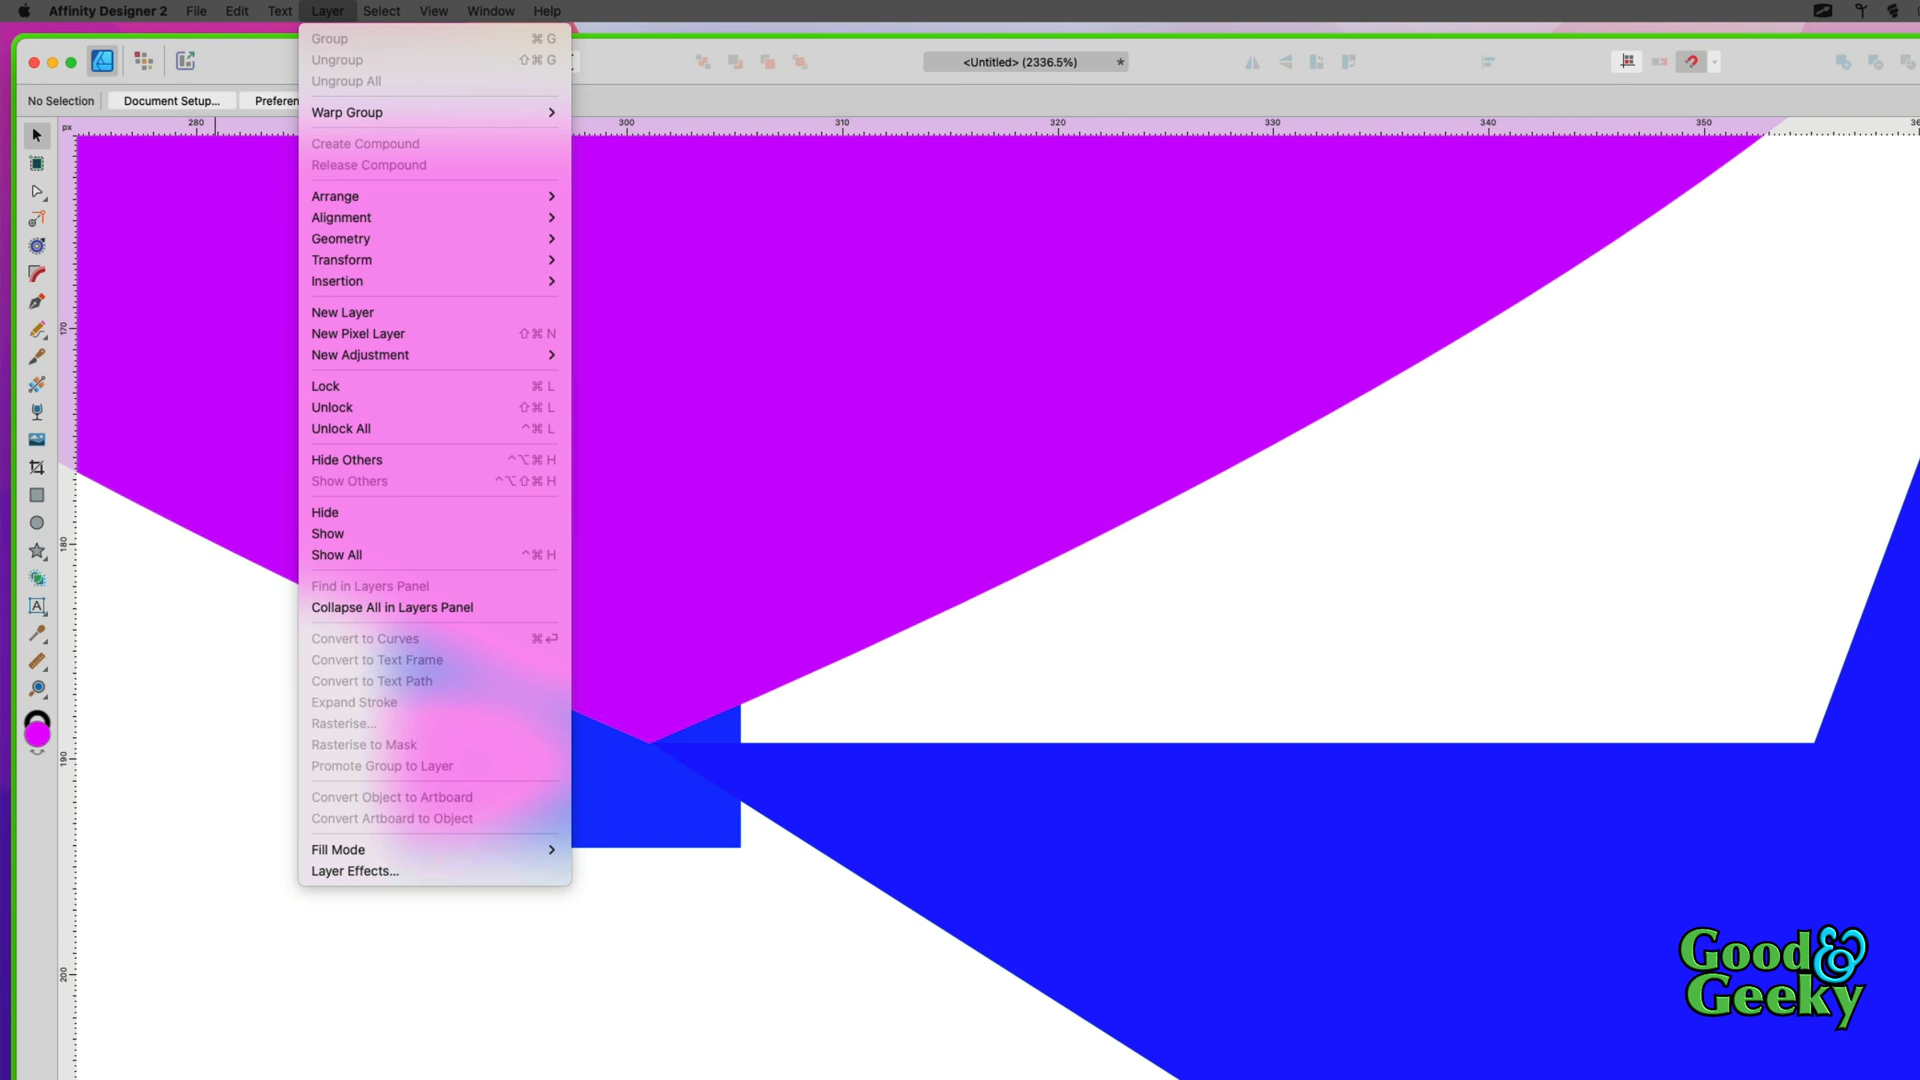 Affinity Designer 2 File Edit Text Layer Select View Window Help
<Untitled> (2336.5%) *
No Selection Document Setup... Preferen
px 280 300 310 320 330 340 350
170
180
190
200
Group ⌘ G
Ungroup ⇧⌘ G
Ungroup All
Warp Group
Create Compound
Release Compound
Arrange
Alignment
Geometry
Transform
Insertion
New Layer
New Pixel Layer ⇧⌘ N
New Adjustment
Lock ⌘ L
Unlock ⇧⌘ L
Unlock All ^⌘ L
Hide Others ^⌥⌘ H
Show Others ^⌥⇧⌘ H
Hide
Show
Show All ^⌘ H
Find in Layers Panel
Collapse All in Layers Panel
Convert to Curves ⌘↩
Convert to Text Frame
Convert to Text Path
Expand Stroke
Rasterise...
Rasterise to Mask
Promote Group to Layer
Convert Object to Artboard
Convert Artboard to Object
Fill Mode
Layer Effects...
Good &
Geeky